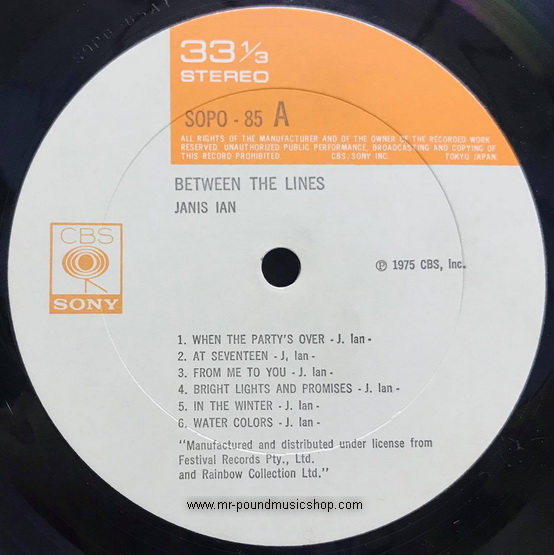 33 1/3
STEREO
SOPO - 85 A
ALL RIGHTS OF THE MANUFACTURER AND OF THE OWNER OF THE RECORDED WORK
RESERVED. UNAUTHORIZED PUBLIC PERFORMANCE, BROADCASTING AND COPYING OF
THIS RECORD PROHIBITED. CBS/SONY INC. TOKYO JAPAN.
BETWEEN THE LINES
JANIS IAN
CBS
SONY
℗ 1975 CBS, Inc.
1. WHEN THE PARTY'S OVER - J. Ian -
2. AT SEVENTEEN - J, Ian -
3. FROM ME TO YOU - J. Ian -
4. BRIGHT LIGHTS AND PROMISES - J. Ian -
5. IN THE WINTER - J. Ian -
6. WATER COLORS - J. Ian -
"Manufactured and distributed under license from
Festival Records Pty., Ltd.
and Rainbow Collection Ltd."
www.mr-poundmusicshop.com